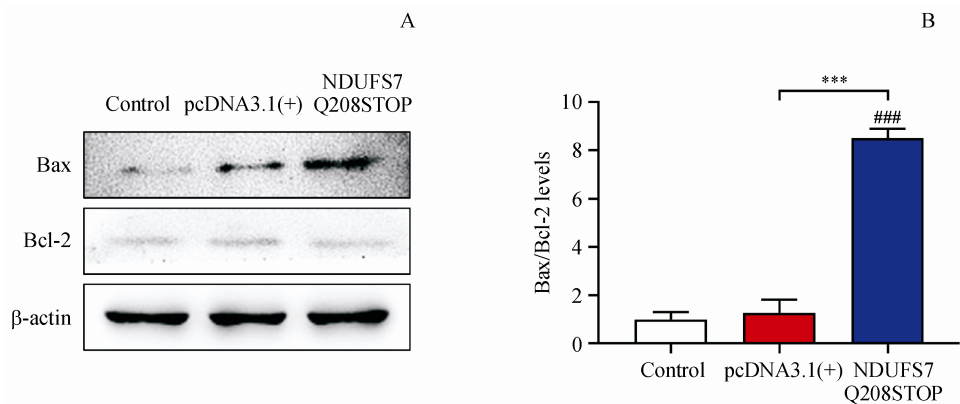 A
Control pcDNA3.1(+) NDUFS7
Q208STOP
Bax
Bcl-2
β-actin
B
***
###
Bax/Bcl-2 levels
10
8
6
4
2
0
Control pcDNA3.1(+) NDUFS7
Q208STOP